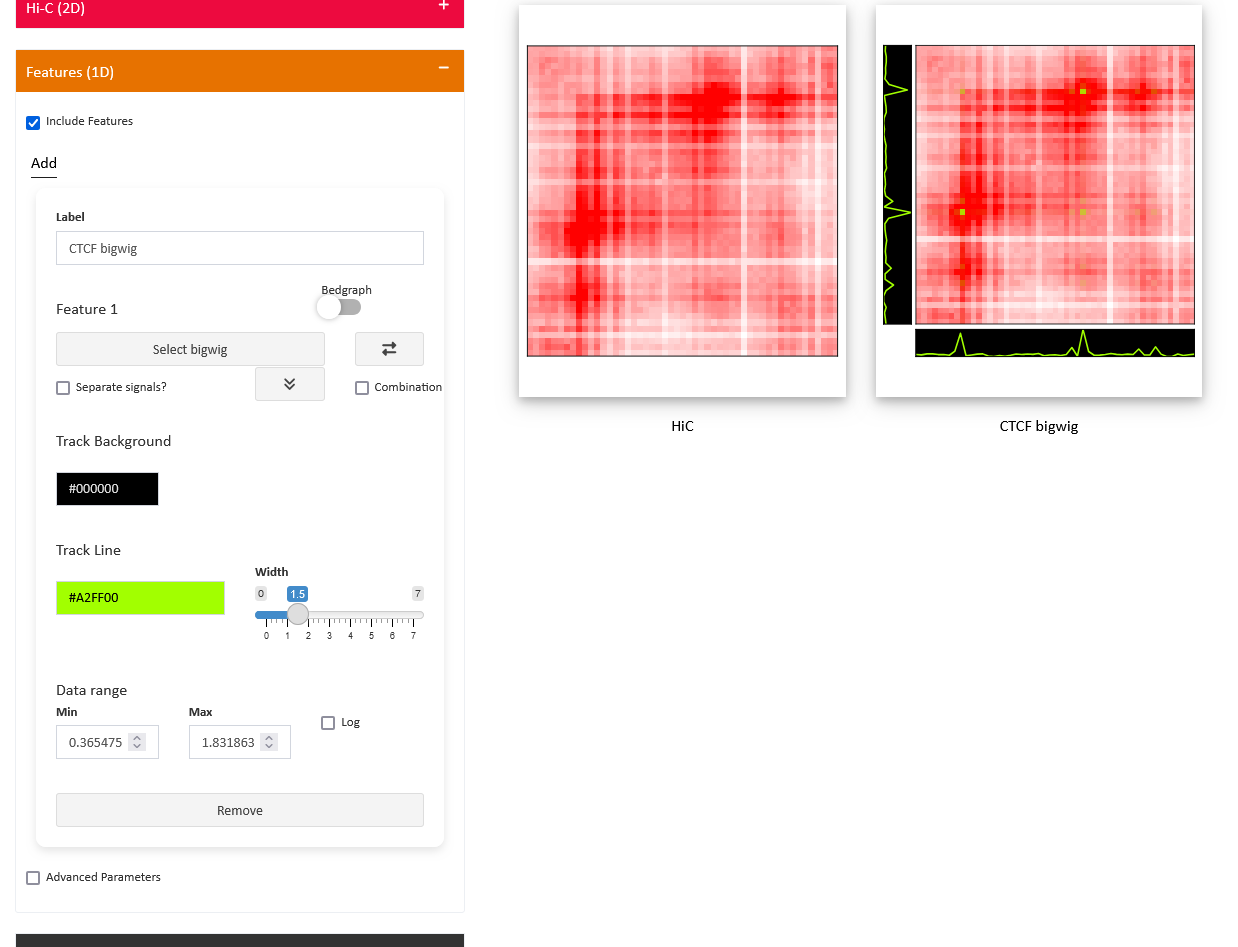 Hi-C (2D)
+
Features (1D)
−
Include Features
Add
Label
CTCF bigwig
Bedgraph
Feature 1
Select bigwig
Separate signals?
Combination
Track Background
#000000
Track Line
Width
#A2FF00
0 1.5 7
0 1 2 3 4 5 6 7
Data range
Min Max
Log
0.365475 1.831863
Remove
Advanced Parameters
HiC
CTCF bigwig